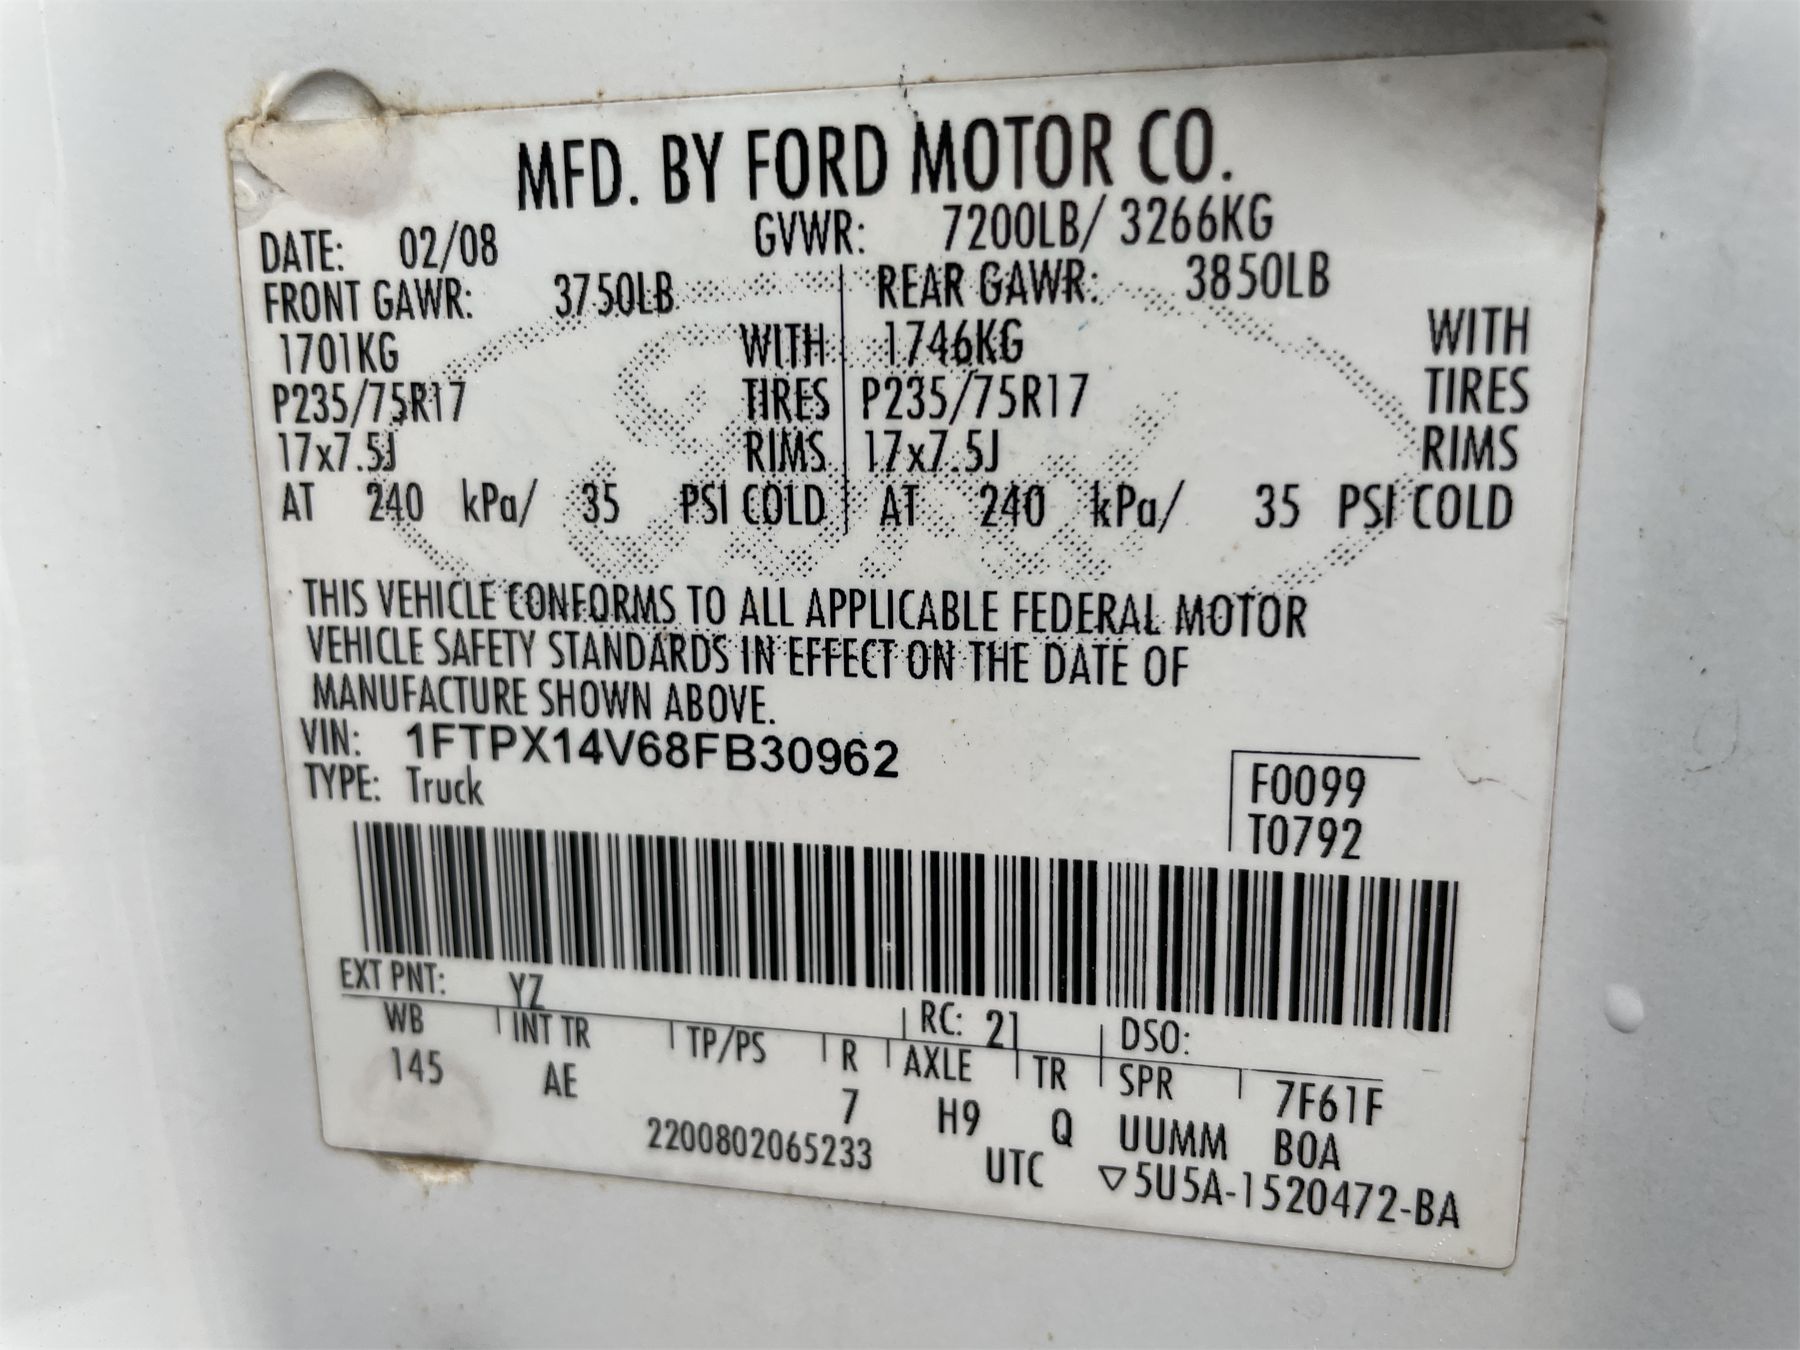 MFD. BY FORD MOTOR CO.
DATE: 02/08 GVWR: 7200LB/ 3266KG
FRONT GAWR: 3750LB REAR GAWR: 3850LB
1701KG WITH 1746KG WITH
P235/75R17 TIRES P235/75R17 TIRES
17x7.5J RIMS 17x7.5J RIMS
AT 240 kPa/ 35 PSI COLD AT 240 kPa/ 35 PSI COLD
THIS VEHICLE CONFORMS TO ALL APPLICABLE FEDERAL MOTOR
VEHICLE SAFETY STANDARDS IN EFFECT ON THE DATE OF
MANUFACTURE SHOWN ABOVE.
VIN: 1FTPX14V68FB30962
TYPE: Truck
F0099
T0792
EXT PNT: YZ RC: 21 DSO:
WB INT TR TP/PS R AXLE TR SPR 7F61F
145 AE 7 H9 Q UUMM BOA
2200802065233 UTC ▽5U5A-1520472-BA